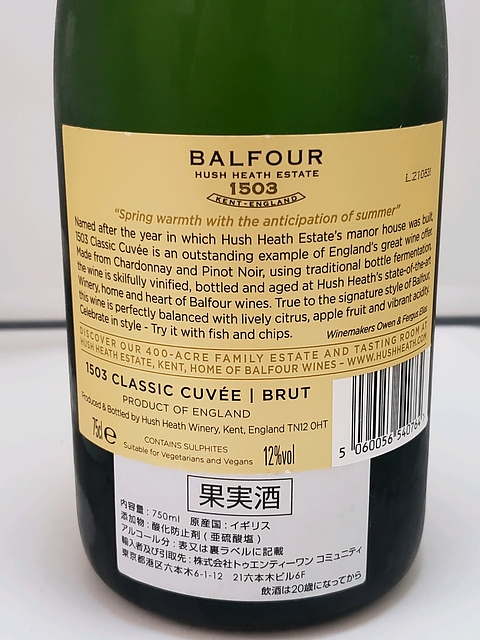 BALFOUR
HUSH HEATH ESTATE
1503
KENT-ENGLAND
L.21083
"Spring warmth with the anticipation of summer"
Named after the year in which Hush Heath Estate's manor house was built,
1503 Classic Cuvée is an outstanding example of England's great wine offer.
Made from Chardonnay and Pinot Noir, using traditional bottle fermentation,
the wine is skilfully vinified, bottled and aged at Hush Heath's state-of-the-art
Winery, home and heart of Balfour wines. True to the signature style of Balfour,
this wine is perfectly balanced with lively citrus, apple fruit and vibrant acidity.
Celebrate in style - Try it with fish and chips.
Winemakers Owen & Fergus Elias
DISCOVER OUR 400-ACRE FAMILY ESTATE AND TASTING ROOM AT
HUSH HEATH ESTATE, KENT, HOME OF BALFOUR WINES – WWW.HUSHHEATH.COM
1503 CLASSIC CUVÉE | BRUT
PRODUCT OF ENGLAND
Produced & Bottled by Hush Heath Winery, Kent, England TN12 0HT
75cl e
CONTAINS SULPHITES
Suitable for Vegetarians and Vegans
12%vol
5 060056 540764
果実酒
内容量：750ml 原産国：イギリス
添加物：酸化防止剤（亜硫酸塩）
アルコール分：表又は裏ラベルに記載
輸入者及び引取先：株式会社トゥエンティーワン コミュニティ
東京都港区六本木6-1-12 21六本木ビル6F
飲酒は20歳になってから